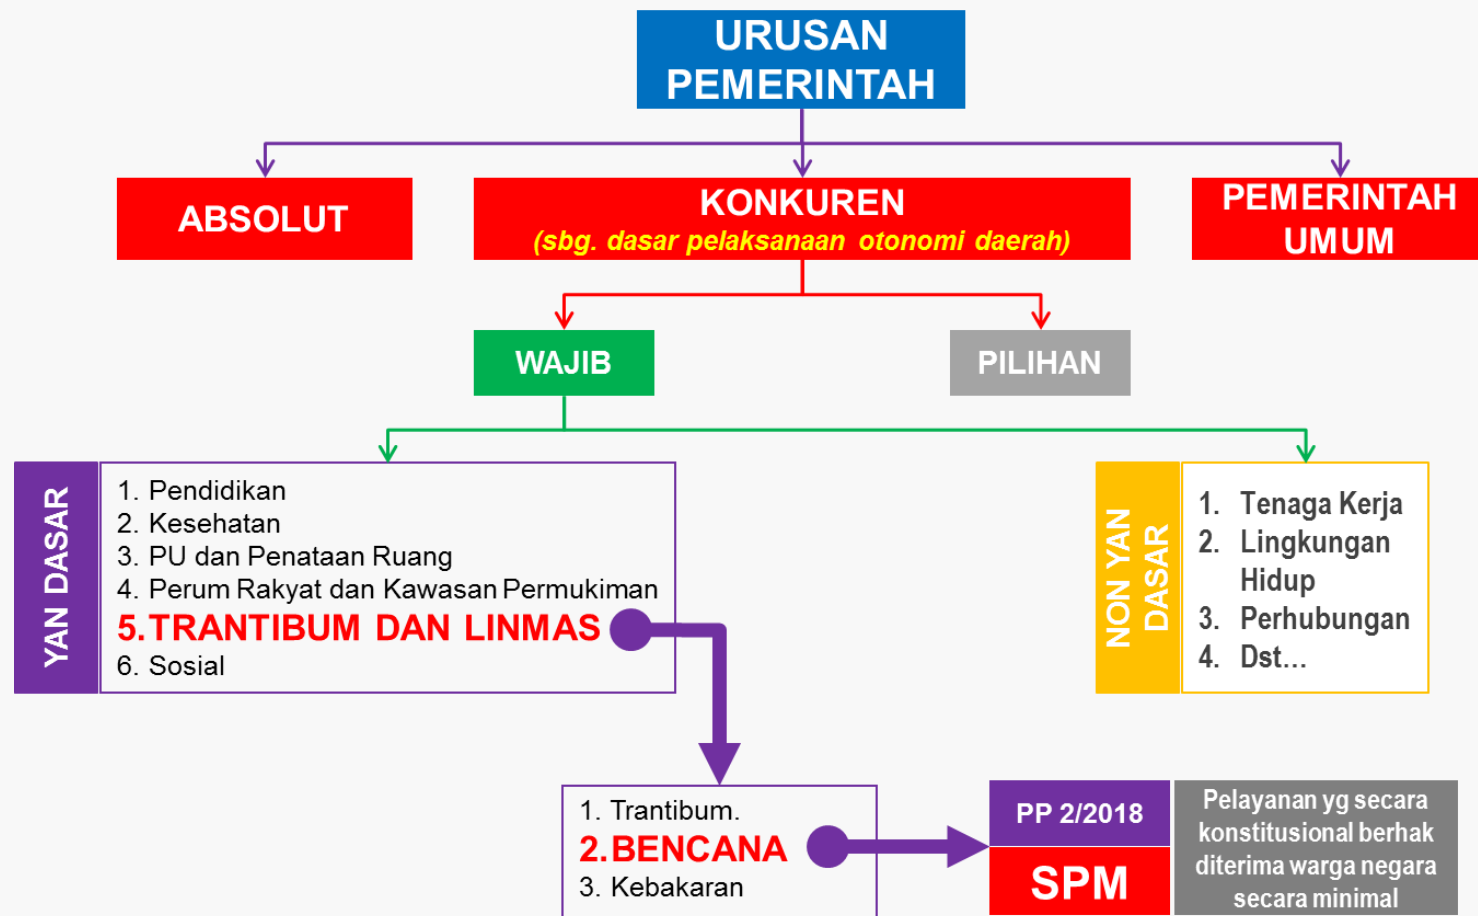 URUSAN
PEMERINTAH
ABSOLUT
KONKUREN
(sbg. dasar pelaksanaan otonomi daerah)
PEMERINTAH
UMUM
WAJIB
PILIHAN
YAN DASAR
1. Pendidikan
2. Kesehatan
3. PU dan Penataan Ruang
4. Perum Rakyat dan Kawasan Permukiman
5.TRANTIBUM DAN LINMAS
6. Sosial
NON YAN
DASAR
1. Tenaga Kerja
2. Lingkungan
Hidup
3. Perhubungan
4. Dst...
1. Trantibum.
2.BENCANA
3. Kebakaran
PP 2/2018
SPM
Pelayanan yg secara
konstitusional berhak
diterima warga negara
secara minimal